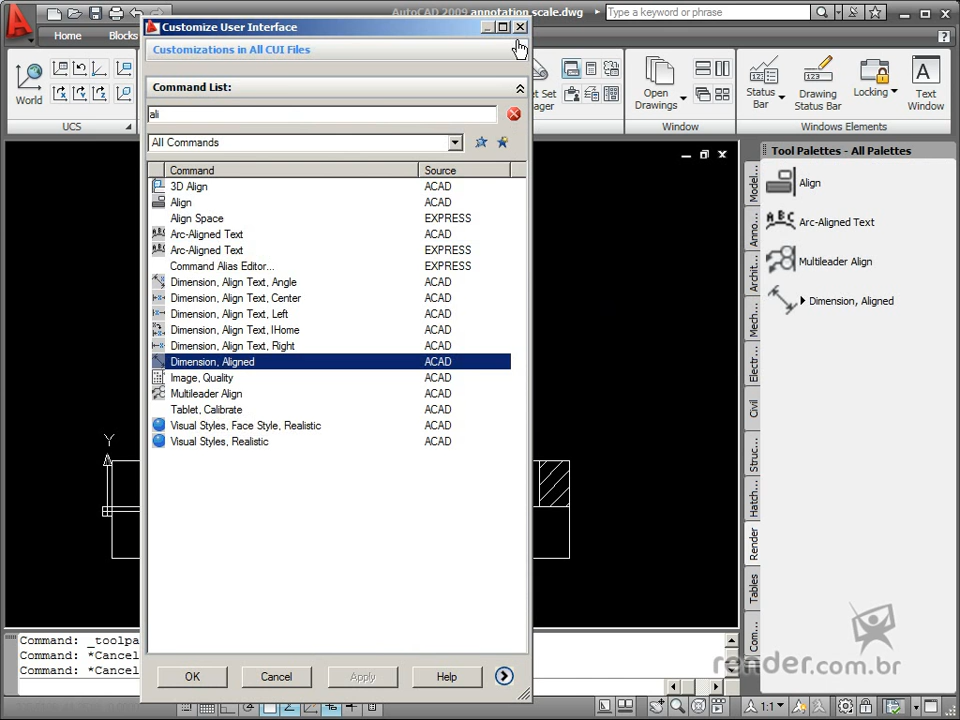 AutoCAD 2009 annotation scale.dwg
Type a keyword or phrase
Home
Blocks
World
UCS
Open Drawings
Window
Status Bar
Drawing Status Bar
Locking
Text Window
Windows Elements
Customize User Interface
Customizations in All CUI Files
Command List:
ali
All Commands
Command Source
3D Align ACAD
Align ACAD
Align Space EXPRESS
Arc-Aligned Text ACAD
Arc-Aligned Text EXPRESS
Command Alias Editor... EXPRESS
Dimension, Align Text, Angle ACAD
Dimension, Align Text, Center ACAD
Dimension, Align Text, Left ACAD
Dimension, Align Text, IHome ACAD
Dimension, Align Text, Right ACAD
Dimension, Aligned ACAD
Image, Quality ACAD
Multileader Align ACAD
Tablet, Calibrate ACAD
Visual Styles, Face Style, Realistic ACAD
Visual Styles, Realistic ACAD
OK
Cancel
Apply
Help
Tool Palettes - All Palettes
Align
Arc-Aligned Text
Multileader Align
Dimension, Aligned
Model...
Anno...
Archit...
Mech...
Electr...
Civil
Struc...
Hatch...
Render
Tables
Com...
Y
Command: _toolpa
Command: *Cancel
Command: *Cancel
1:1
render.com.br